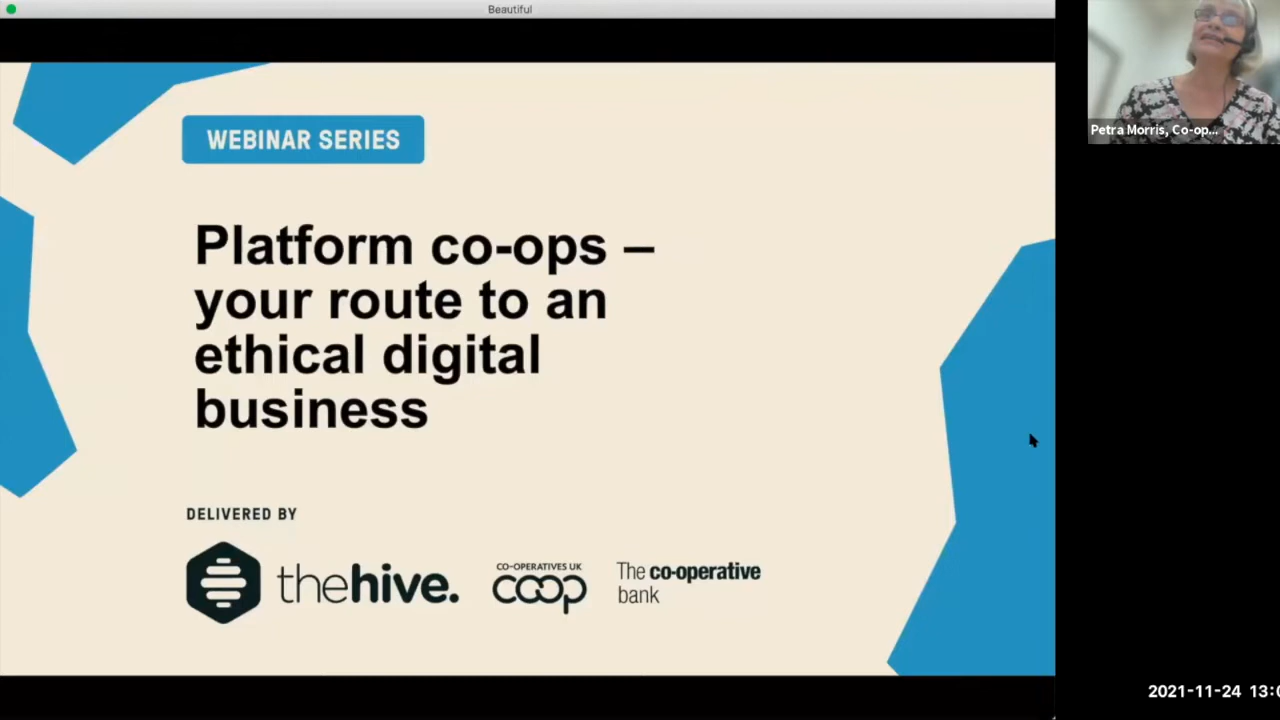 Beautiful
WEBINAR SERIES
Platform co-ops –
your route to an
ethical digital
business
DELIVERED BY
thehive.
CO-OPERATIVES UK
coop
The co-operative
bank
Petra Morris, Co-op...
2021-11-24 13:0